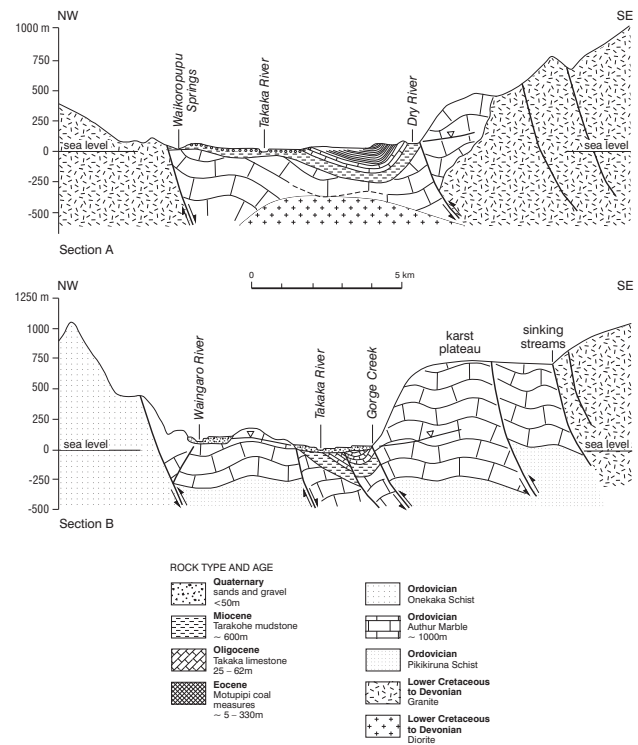 NW
SE
1000 m
750
500
250
0
-250
-500
sea level
sea level
Waikoropupu
Springs
Takaka River
Dry River
Section A
0
5 km
NW
SE
1250 m
1000
750
500
250
0
-250
-500
sea level
sea level
Waingaro River
Takaka River
Gorge Creek
karst
plateau
sinking
streams
Section B
ROCK TYPE AND AGE
Quaternary
sands and gravel
<50m
Miocene
Tarakohe mudstone
~ 600m
Oligocene
Takaka limestone
25 – 62m
Eocene
Motupipi coal
measures
~ 5 – 330m
Ordovician
Onekaka Schist
Ordovician
Authur Marble
~ 1000m
Ordovician
Pikikiruna Schist
Lower Cretaceous
to Devonian
Granite
Lower Cretaceous
to Devonian
Diorite